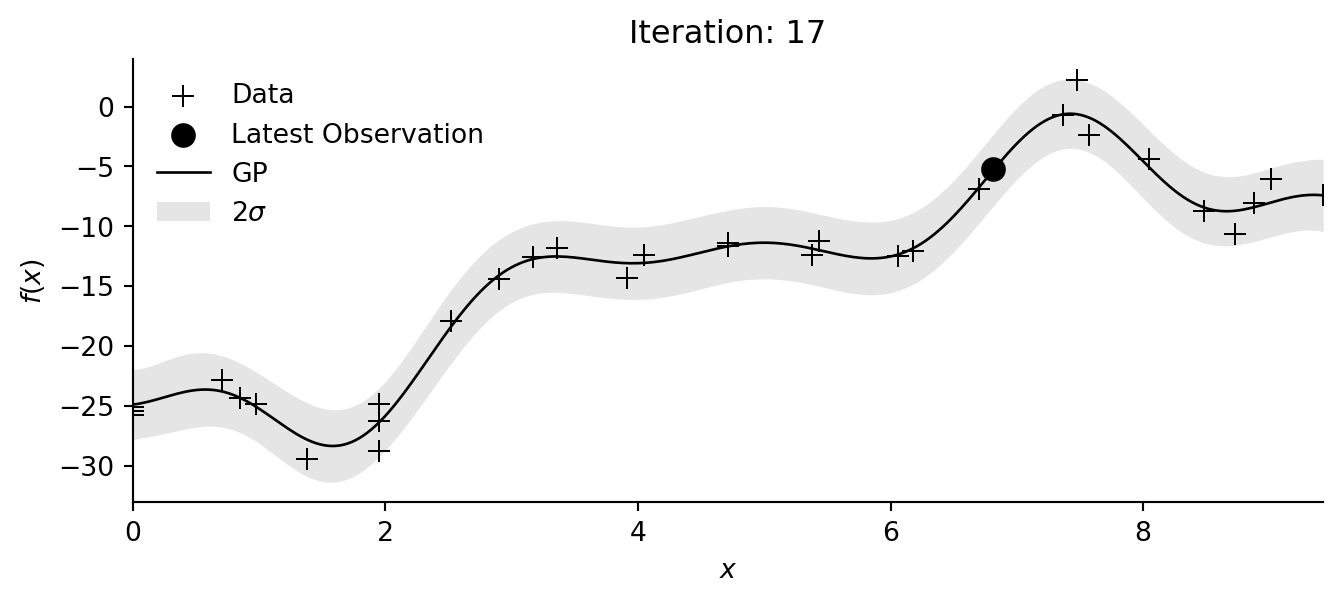 Iteration: 17
Data
Latest Observation
GP
2σ
f(x)
0
−5
−10
−15
−20
−25
−30
0 2 4 6 8
x